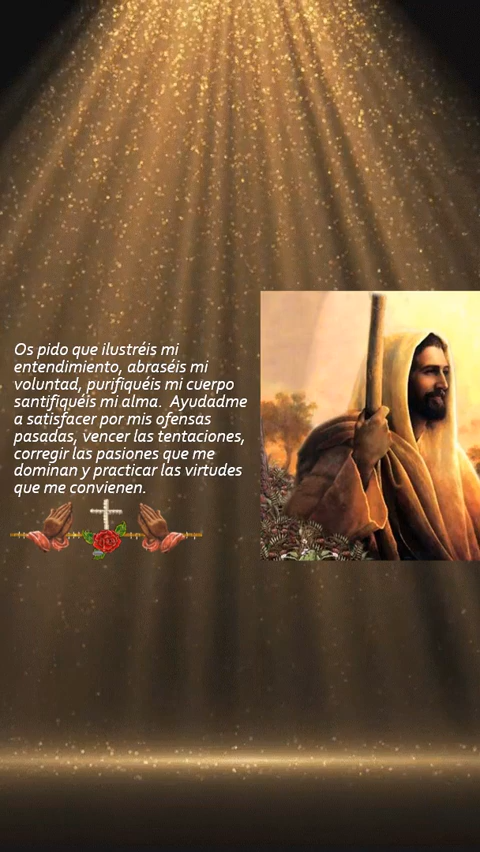 Os pido que ilustréis mi
entendimiento, abraséis mi
voluntad, purifiquéis mi cuerpo
santifiquéis mi alma.  Ayudadme
a satisfacer por mis ofensas
pasadas, vencer las tentaciones,
corregir las pasiones que me
dominan y practicar las virtudes
que me convienen.